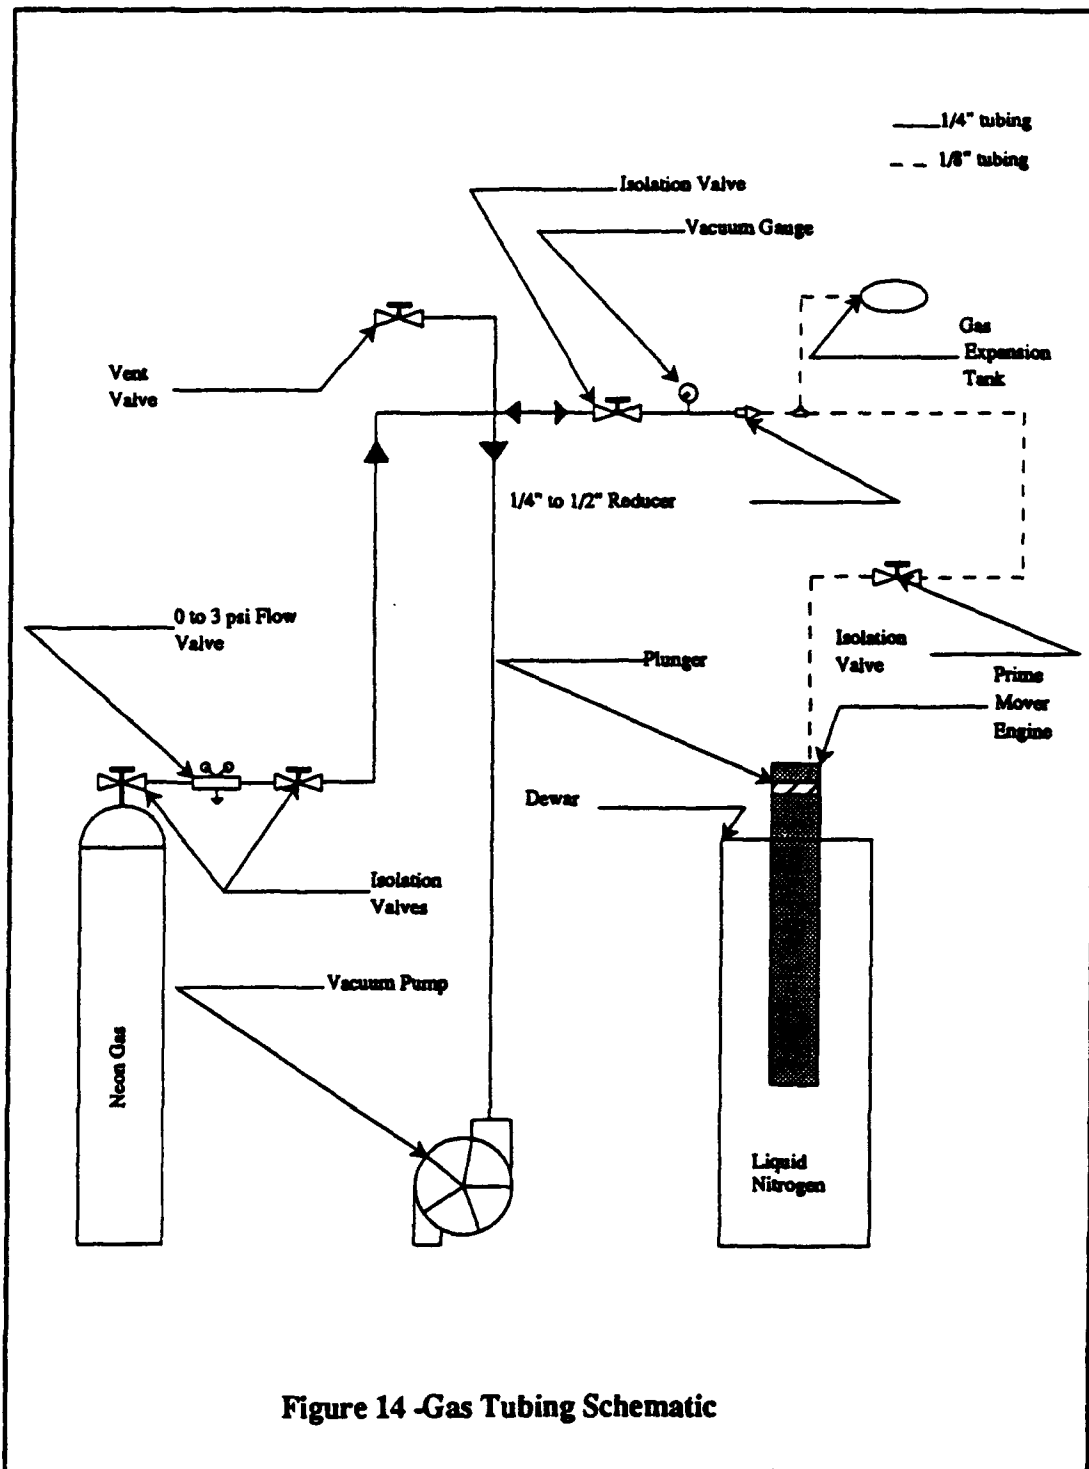 1/4" tubing
1/8" tubing
Isolation Valve
Vacuum Gauge
Gas
Expansion
Tank
Vent
Valve
1/4" to 1/2" Reducer
0 to 3 psi Flow
Valve
Isolation
Valve
Plunger
Prime
Mover
Engine
Dewar
Isolation
Valves
Vacuum Pump
Neon Gas
Liquid
Nitrogen
Figure 14 -Gas Tubing Schematic